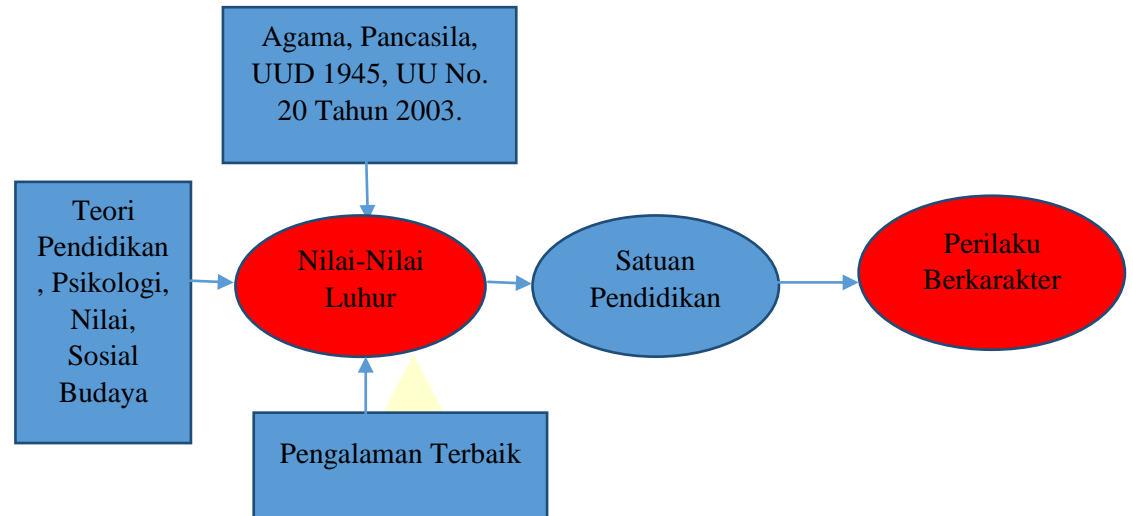 Agama, Pancasila,
UUD 1945, UU No.
20 Tahun 2003.
Teori
Pendidikan
, Psikologi,
Nilai,
Sosial
Budaya
Nilai-Nilai
Luhur
Satuan
Pendidikan
Perilaku
Berkarakter
Pengalaman Terbaik